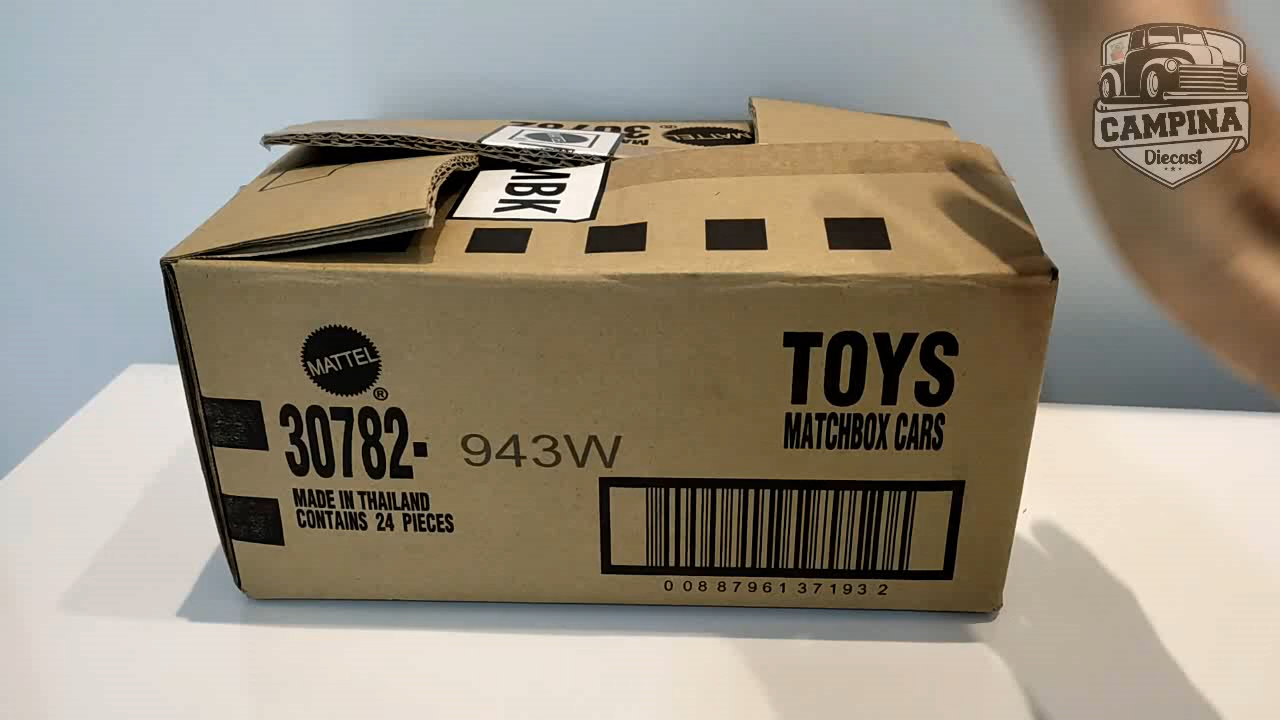 CAMPINA
Diecast
30782
MATTEL
MBK
MATTEL
®
30782-
943W
MADE IN THAILAND
CONTAINS 24 PIECES
TOYS
MATCHBOX CARS
0 08 87961 37193 2